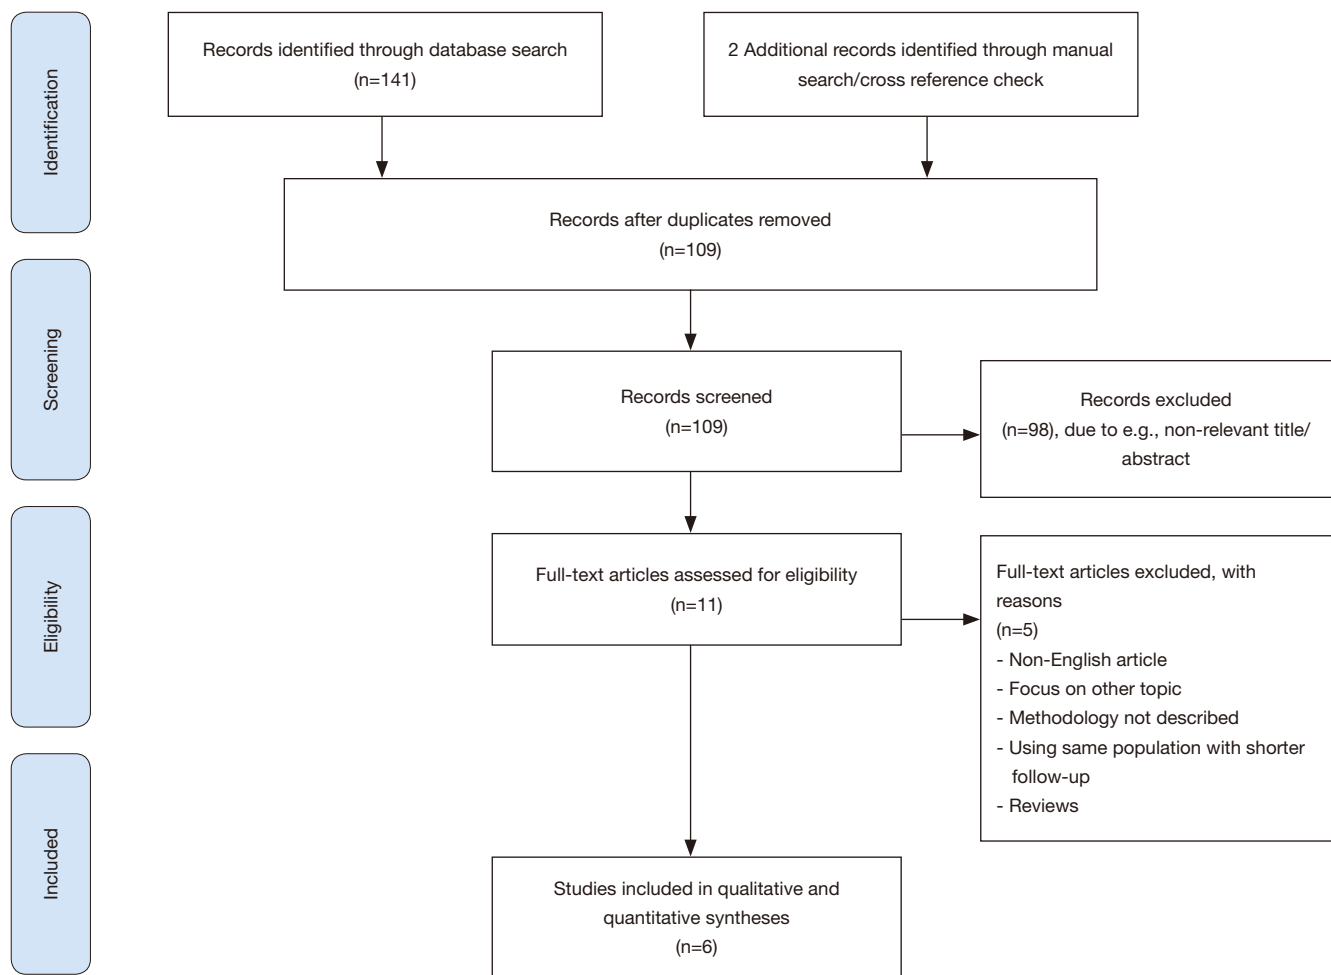 Identification
Records identified through database search
(n=141)
2 Additional records identified through manual
search/cross reference check
Records after duplicates removed
(n=109)
Screening
Records screened
(n=109)
Records excluded
(n=98), due to e.g., non-relevant title/
abstract
Eligibility
Full-text articles assessed for eligibility
(n=11)
Full-text articles excluded, with
reasons
(n=5)
- Non-English article
- Focus on other topic
- Methodology not described
- Using same population with shorter
follow-up
- Reviews
Included
Studies included in qualitative and
quantitative syntheses
(n=6)